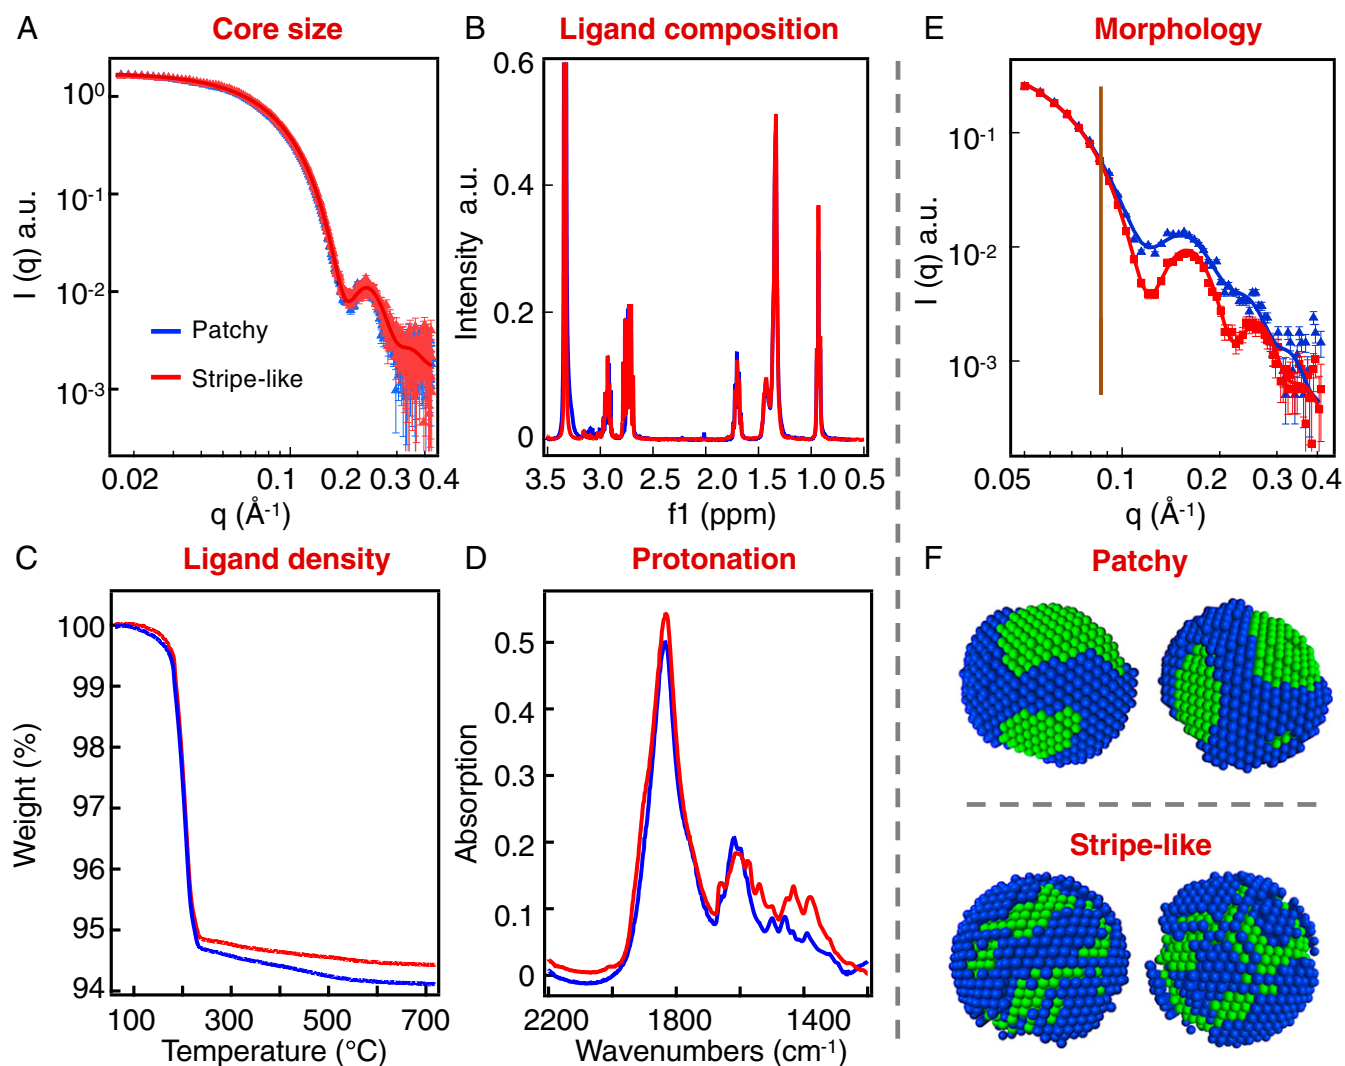 A Core size
I (q) a.u.
10⁰
10⁻¹
10⁻²
10⁻³
Patchy
Stripe-like
0.02 0.1 0.2 0.3 0.4
q (Å⁻¹)
B Ligand composition
Intensity a.u.
0.6
0.4
0.2
0
3.5 3.0 2.5 2.0 1.5 1.0 0.5
f1 (ppm)
C Ligand density
Weight (%)
100
99
98
97
96
95
94
100 300 500 700
Temperature (°C)
D Protonation
Absorption
0.5
0.4
0.3
0.2
0.1
0
2200 1800 1400
Wavenumbers (cm⁻¹)
E Morphology
I (q) a.u.
10⁻¹
10⁻²
10⁻³
0.05 0.1 0.2 0.3 0.4
q (Å⁻¹)
F Patchy
Stripe-like